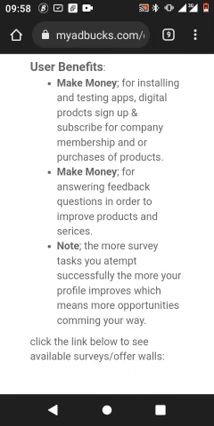 09:58
myadbucks.com/
9
User Benefits:
• Make Money; for installing
and testing apps, digital
prodcts sign up &
subscribe for company
membership and or
purchases of products.
• Make Money; for
answering feedback
questions in order to
improve products and
serices.
• Note; the more survey
tasks you atempt
successfully the more your
profile improves which
means more opportunities
comming your way.
click the link below to see
available surveys/offer walls: